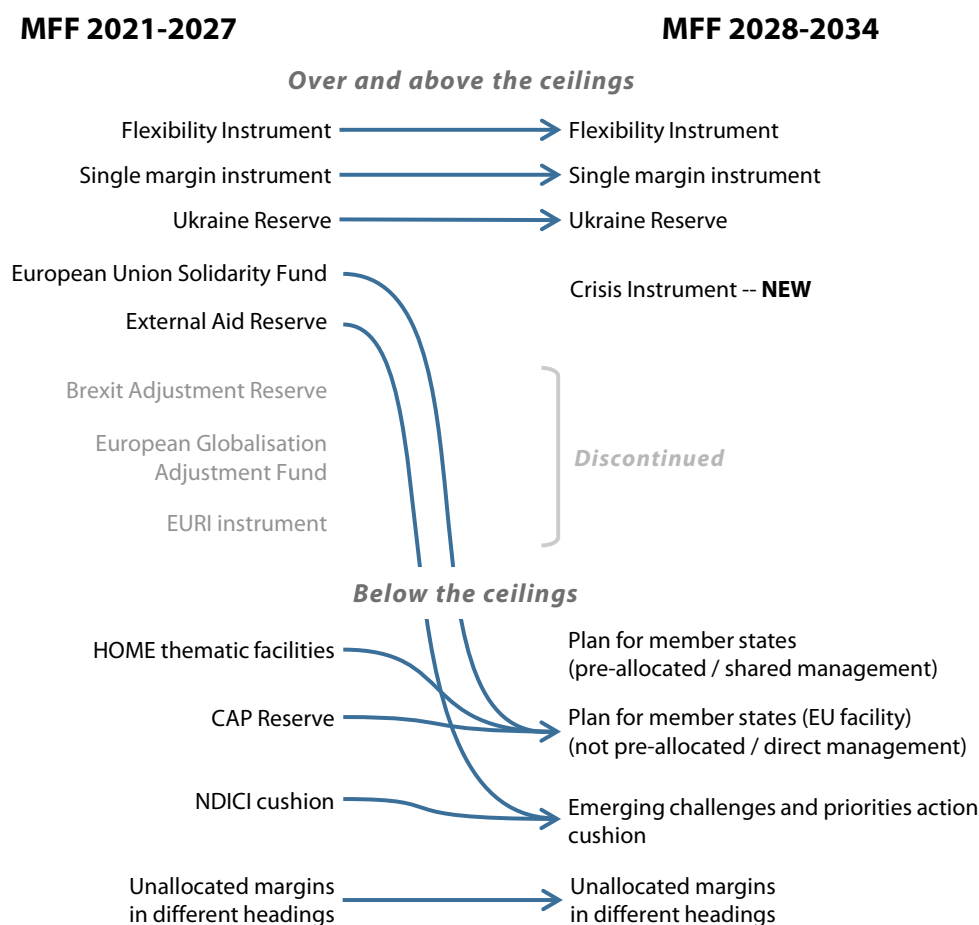 MFF 2021-2027
MFF 2028-2034
Over and above the ceilings
Flexibility Instrument
Flexibility Instrument
Single margin instrument
Single margin instrument
Ukraine Reserve
Ukraine Reserve
European Union Solidarity Fund
Crisis Instrument -- NEW
External Aid Reserve
Brexit Adjustment Reserve
European Globalisation
Adjustment Fund
Discontinued
EURI instrument
Below the ceilings
HOME thematic facilities
Plan for member states
(pre-allocated / shared management)
CAP Reserve
Plan for member states (EU facility)
(not pre-allocated / direct management)
NDICI cushion
Emerging challenges and priorities action
cushion
Unallocated margins
in different headings
Unallocated margins
in different headings